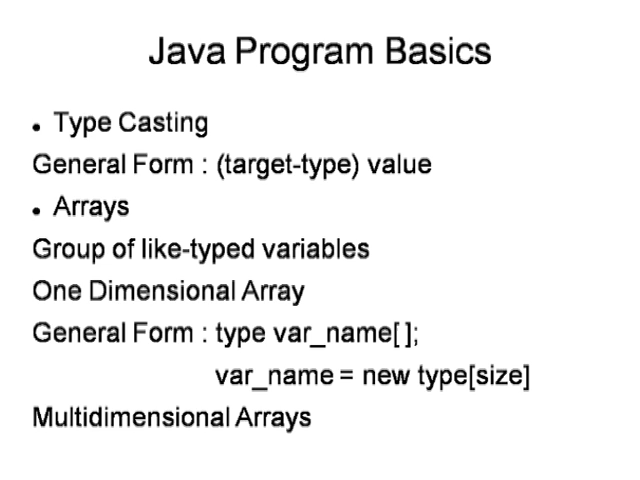 Java Program Basics
• Type Casting
General Form : (target-type) value
• Arrays
Group of like-typed variables
One Dimensional Array
General Form : type var_name[ ];
var_name = new type[size]
Multidimensional Arrays